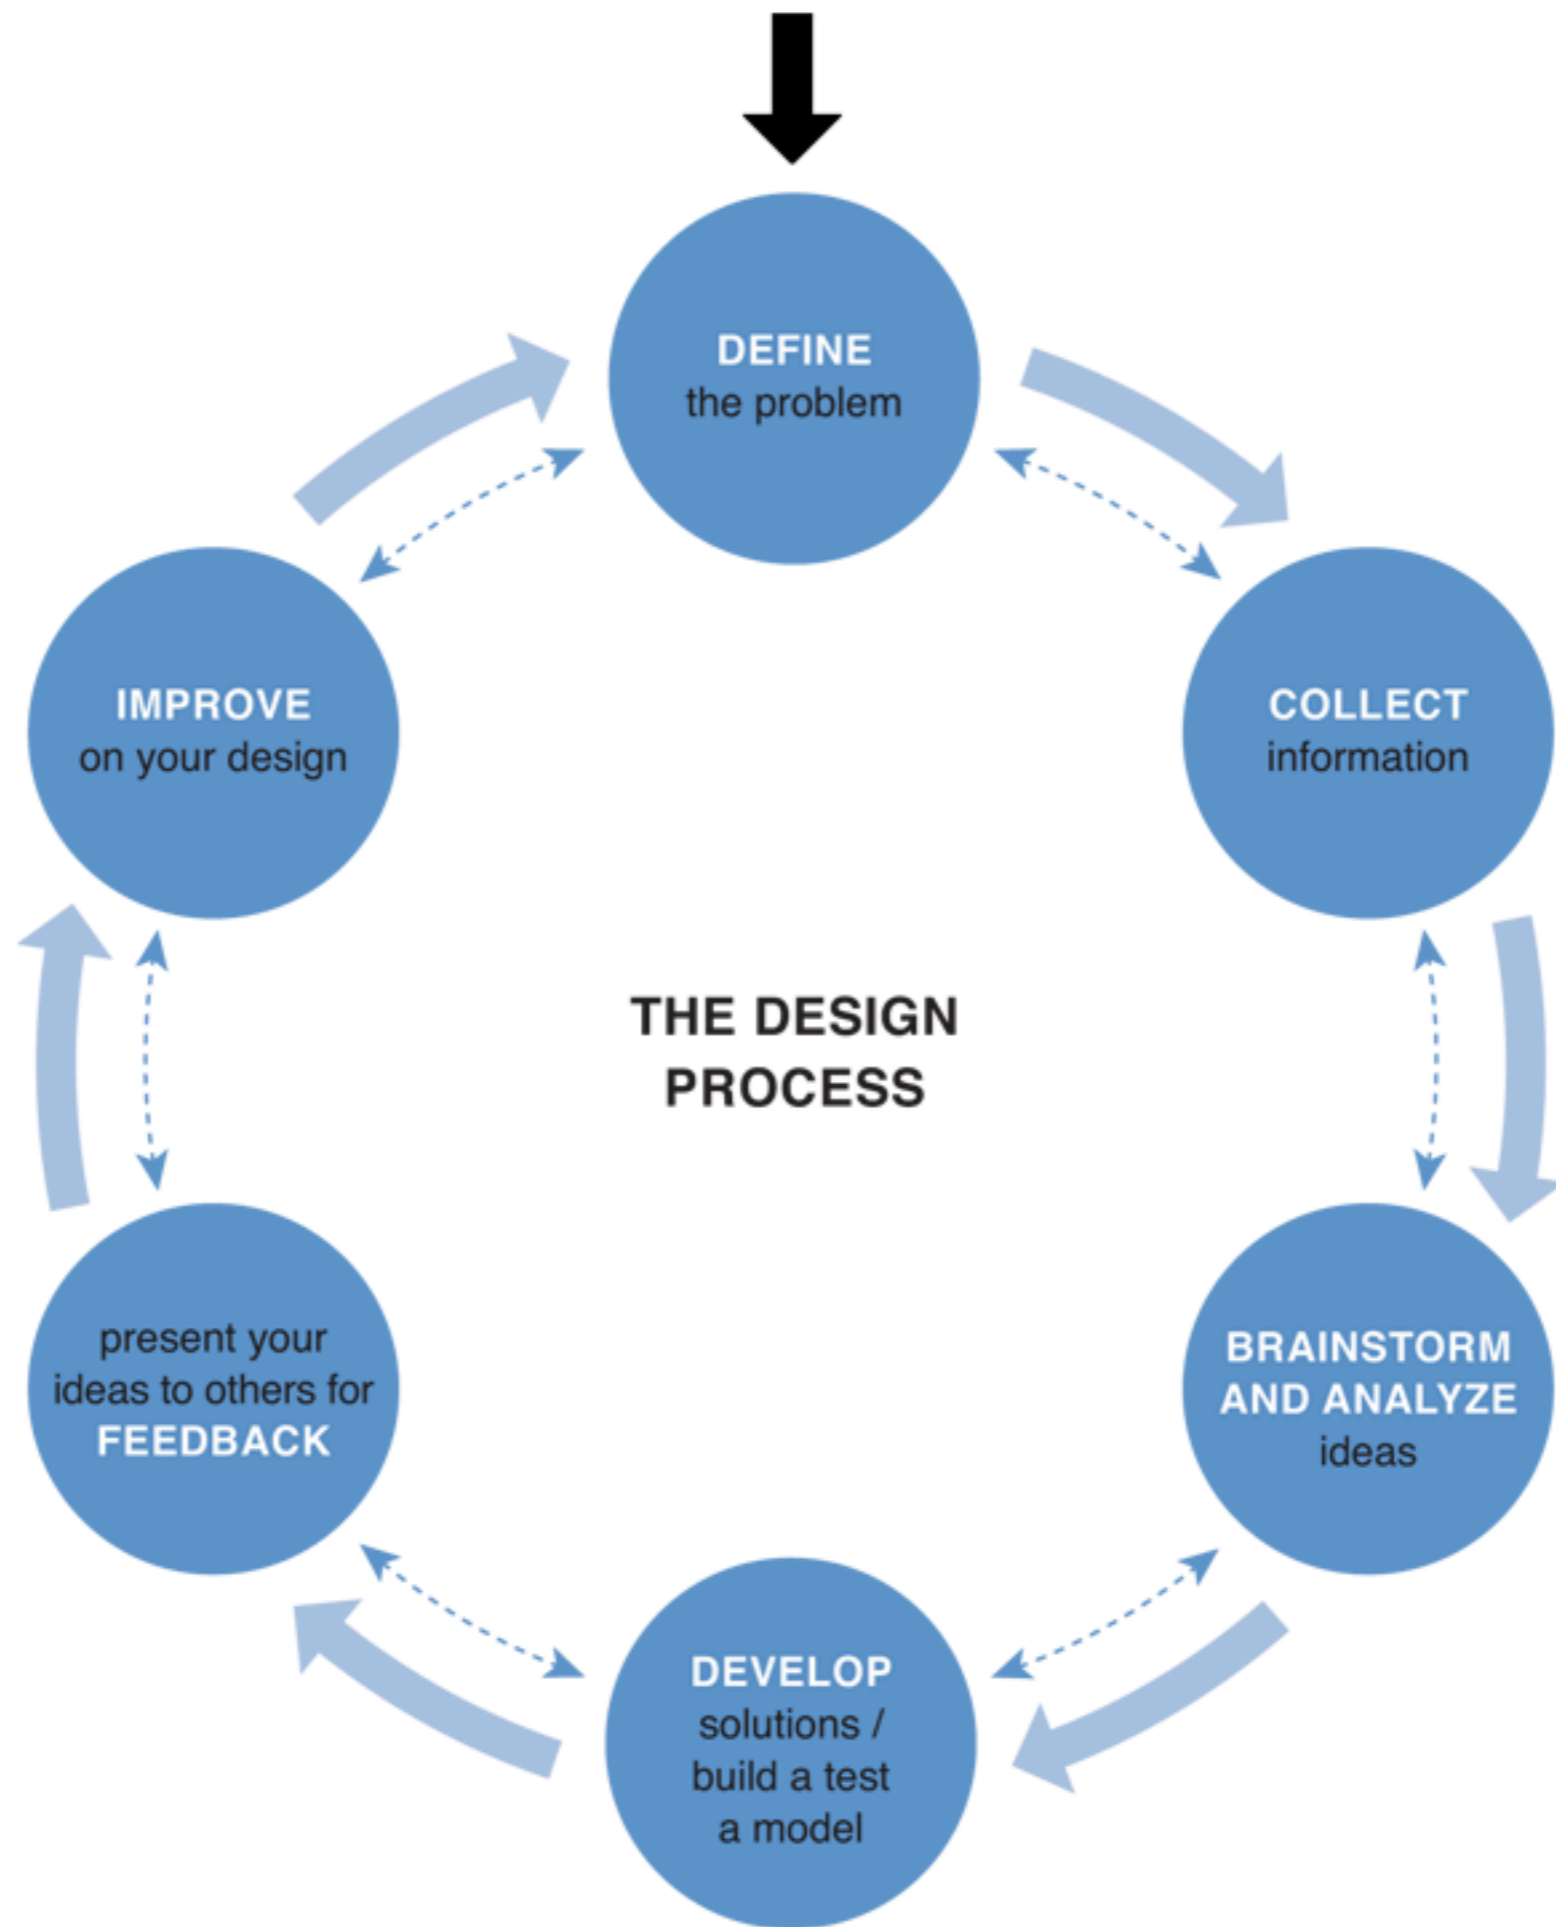 DEFINE
the problem
COLLECT
information
BRAINSTORM
AND ANALYZE
ideas
DEVELOP
solutions /
build a test
a model
present your
ideas to others for
FEEDBACK
IMPROVE
on your design
THE DESIGN
PROCESS